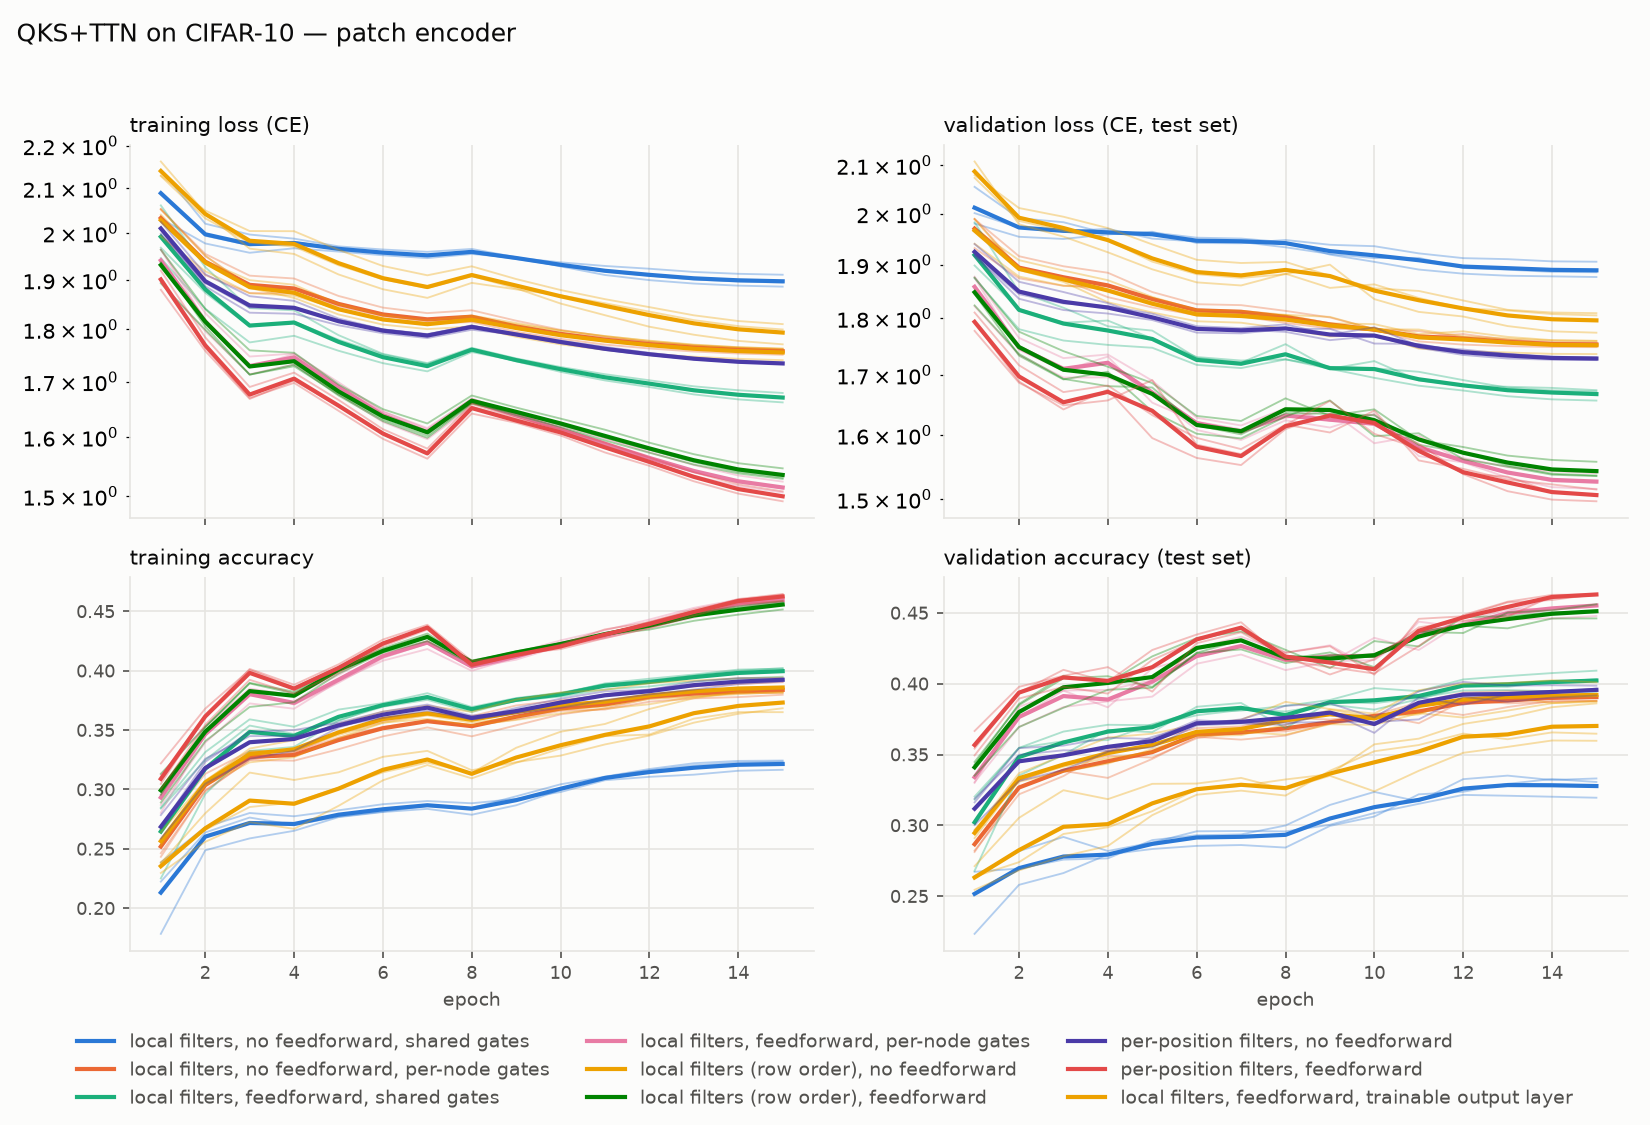 QKS+TTN on CIFAR-10 — patch encoder
training loss (CE)
2.2 × 10⁰
2.1 × 10⁰
2 × 10⁰
1.9 × 10⁰
1.8 × 10⁰
1.7 × 10⁰
1.6 × 10⁰
1.5 × 10⁰
validation loss (CE, test set)
2.1 × 10⁰
2 × 10⁰
1.9 × 10⁰
1.8 × 10⁰
1.7 × 10⁰
1.6 × 10⁰
1.5 × 10⁰
training accuracy
0.45
0.40
0.35
0.30
0.25
0.20
2 4 6 8 10 12 14
epoch
validation accuracy (test set)
0.45
0.40
0.35
0.30
0.25
2 4 6 8 10 12 14
epoch
local filters, no feedforward, shared gates
local filters, no feedforward, per-node gates
local filters, feedforward, shared gates
local filters, feedforward, per-node gates
local filters (row order), no feedforward
local filters (row order), feedforward
per-position filters, no feedforward
per-position filters, feedforward
local filters, feedforward, trainable output layer